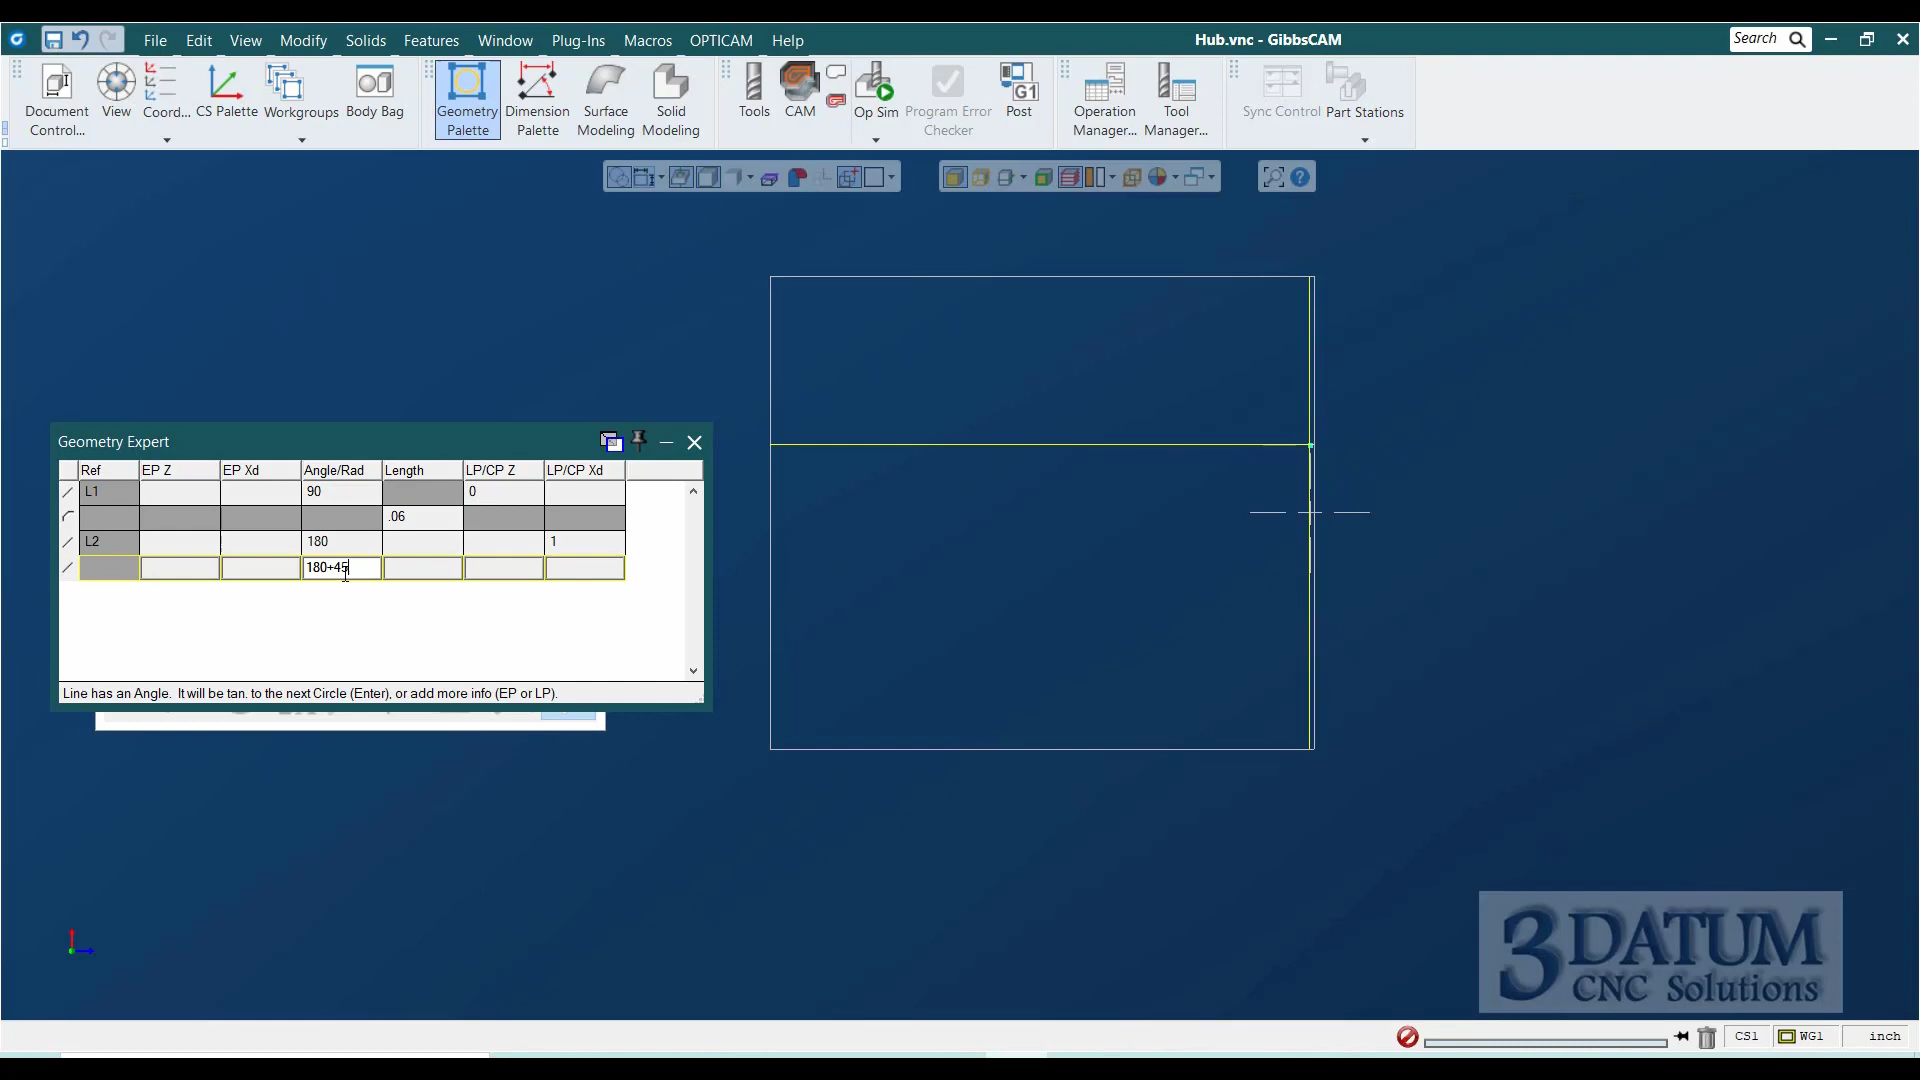 File Edit View Modify Solids Features Window Plug-Ins Macros OPTICAM Help
Hub.vnc - GibbsCAM
Search
Document Control...
View
Coord...
CS Palette
Workgroups
Body Bag
Geometry Palette
Dimension Palette
Surface Modeling
Solid Modeling
Tools
CAM
Op Sim
Program Error Checker
G1
Post
Operation Manager...
Tool Manager...
Sync Control
Part Stations
Geometry Expert
Ref EP Z EP Xd Angle/Rad Length LP/CP Z LP/CP Xd
L1 90 0
.06
L2 180 1
180+45
Line has an Angle. It will be tan. to the next Circle (Enter), or add more info (EP or LP).
3 DATUM
CNC Solutions
CS1 WG1 inch